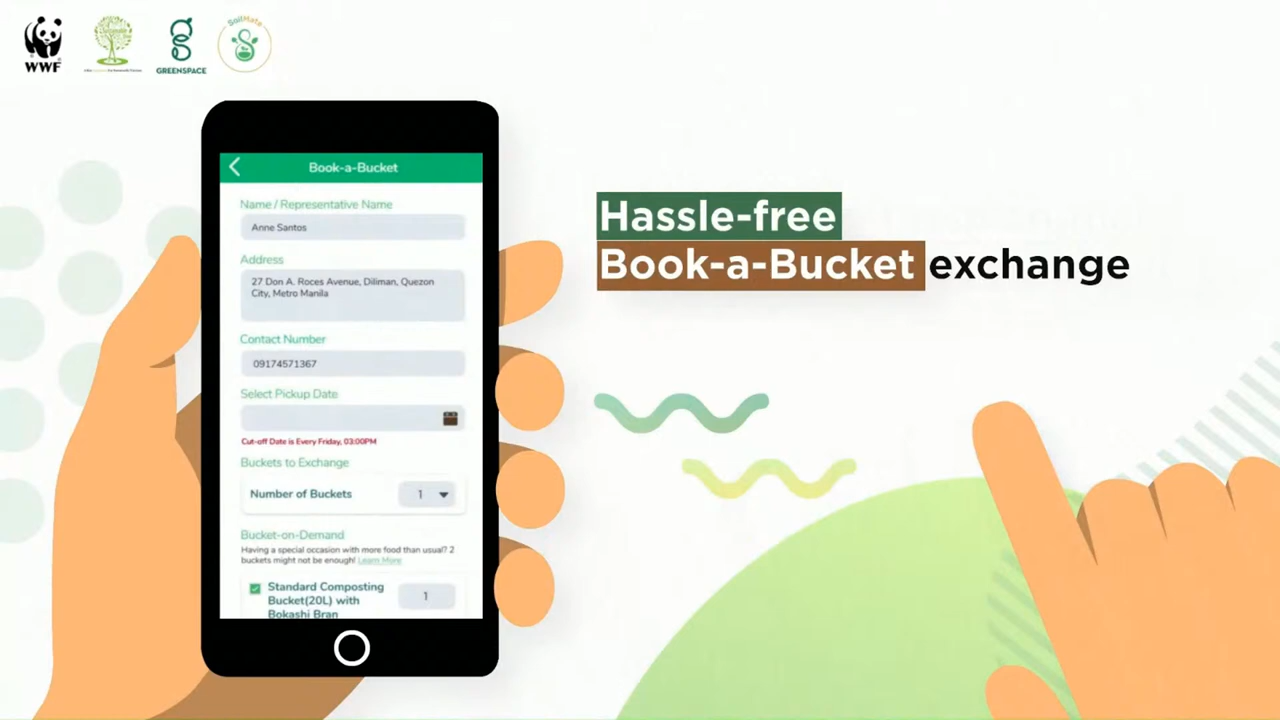 WWF
GREENSPACE
SoilMate
Book-a-Bucket
Name / Representative Name
Anne Santos
Address
27 Don A. Roces Avenue, Diliman, Quezon
City, Metro Manila
Contact Number
09174571367
Select Pickup Date
Cut-off Date is Every Friday, 03:00PM
Buckets to Exchange
Number of Buckets
1
Bucket-on-Demand
Having a special occasion with more food than usual? 2
buckets might not be enough! Learn More
Standard Composting
Bucket(20L) with
Bokashi Bran
1
Hassle-free
Book-a-Bucket exchange